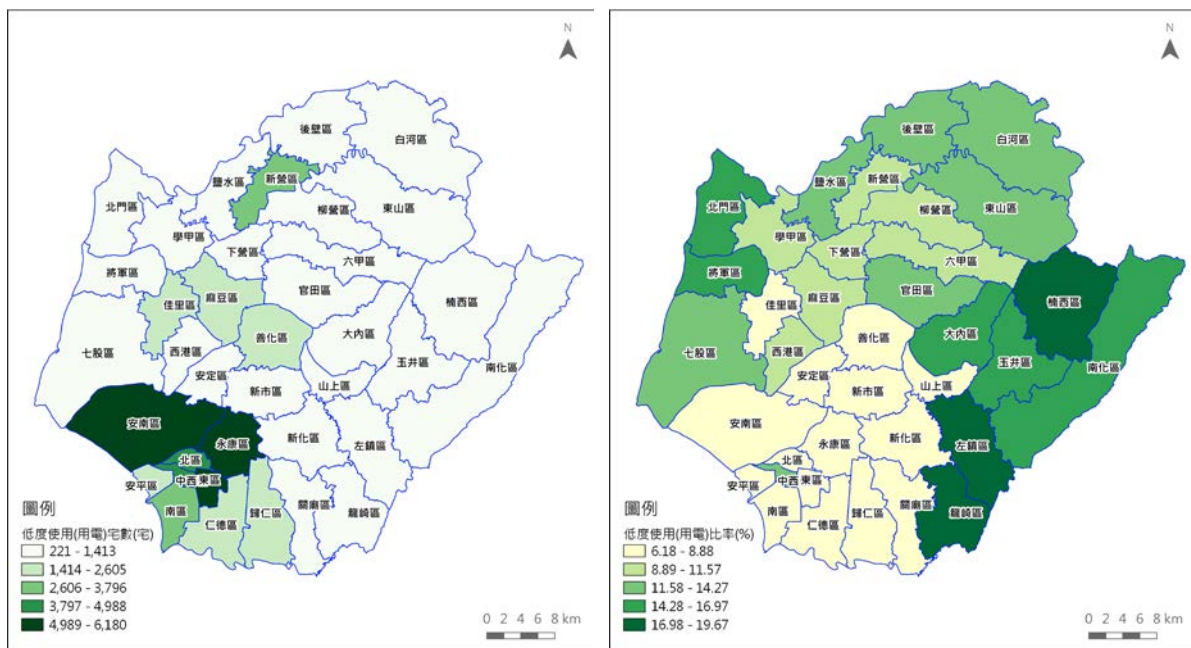 N
後壁區
白河區
鹽水區
新營區
北門區
柳營區
東山區
學甲區
下營區
六甲區
將軍區
官田區
楠西區
佳里區
麻豆區
大內區
七股區
西港區
善化區
玉井區
南化區
安定區
新市區
山上區
安南區
永康區
新化區
左鎮區
北區
安平區
中西
東區
南區
仁德區
歸仁區
關廟區
龍崎區
圖例
低度使用(用電)宅數(宅)
221 - 1,413
1,414 - 2,605
2,606 - 3,796
3,797 - 4,988
4,989 - 6,180
0 2 4 6 8 km
N
後壁區
白河區
鹽水區
新營區
北門區
柳營區
東山區
學甲區
下營區
六甲區
將軍區
官田區
楠西區
佳里區
麻豆區
大內區
七股區
西港區
善化區
玉井區
南化區
安定區
新市區
山上區
安南區
永康區
新化區
左鎮區
北區
安平區
中西
東區
南區
仁德區
歸仁區
關廟區
龍崎區
圖例
低度使用(用電)比率(%)
6.18 - 8.88
8.89 - 11.57
11.58 - 14.27
14.28 - 16.97
16.98 - 19.67
0 2 4 6 8 km